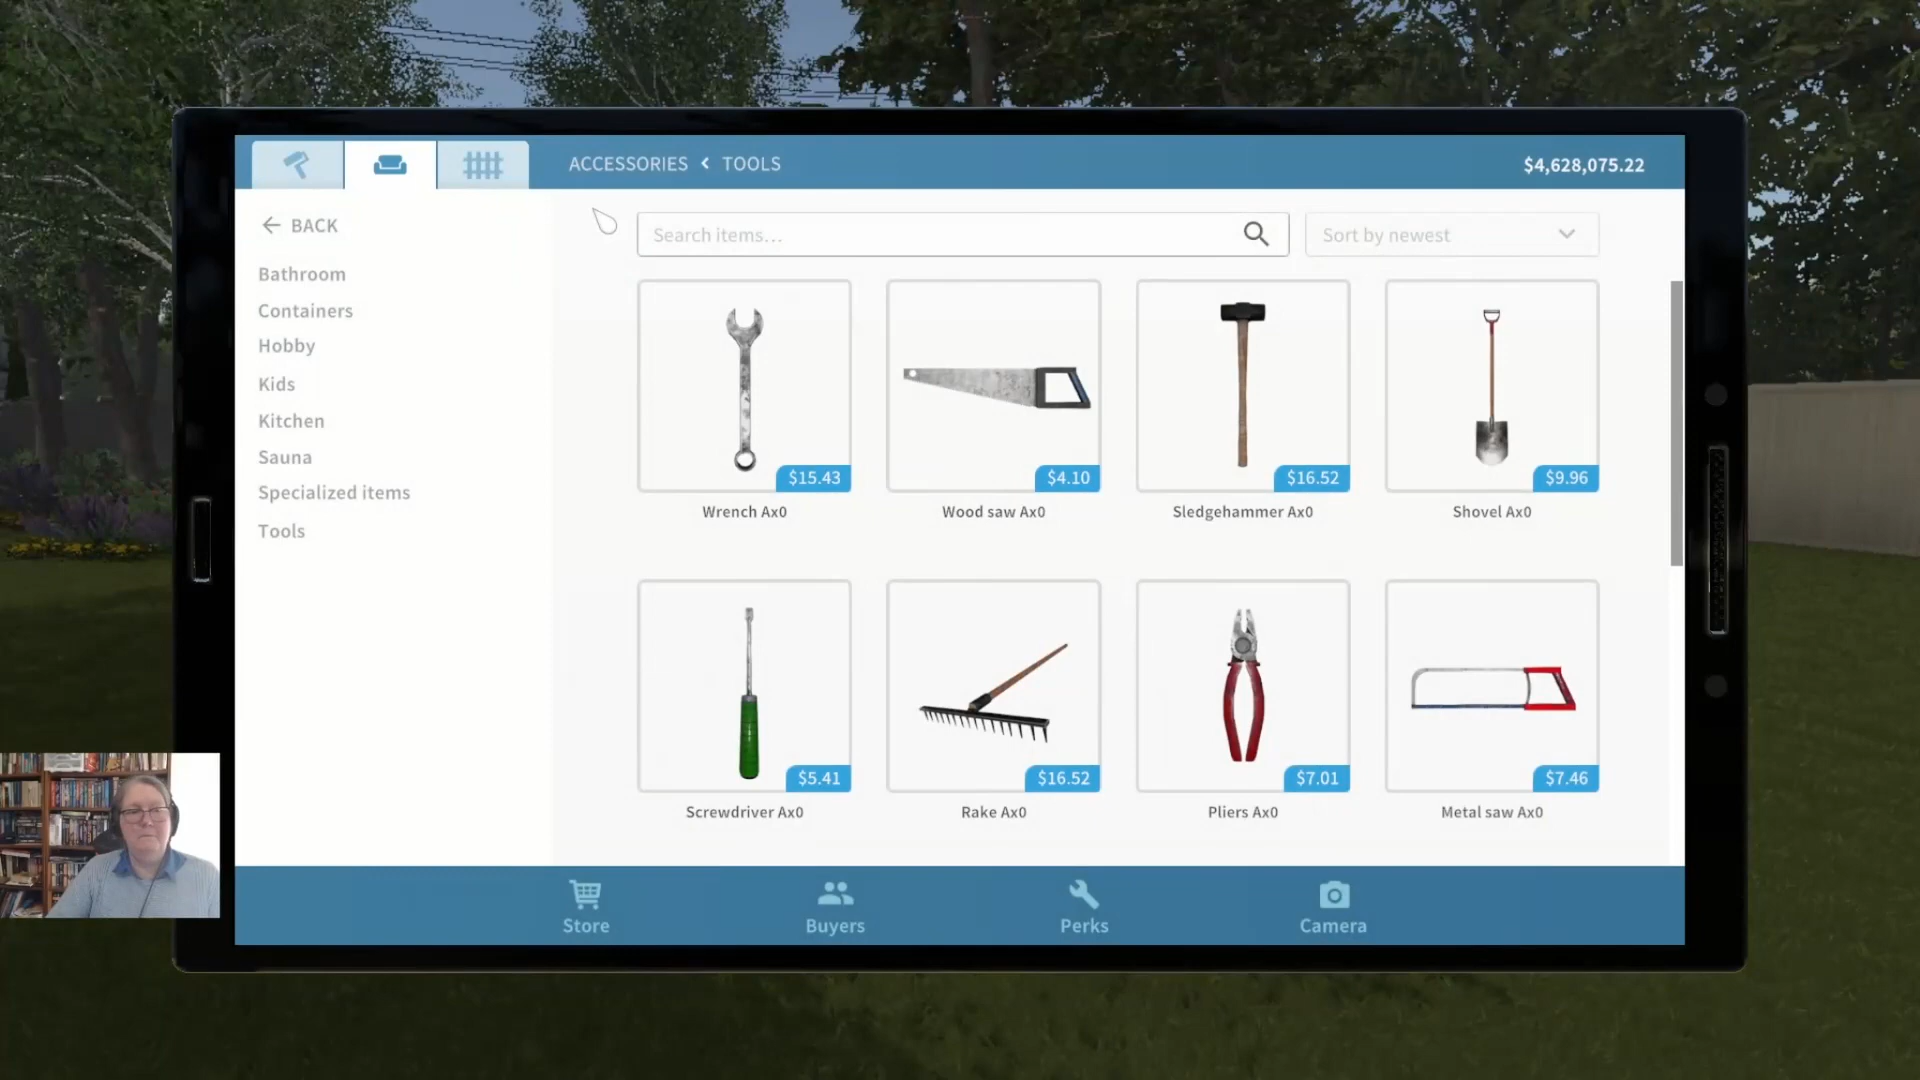 ACCESSORIES < TOOLS
$4,628,075.22
BACK
Search items...
Sort by newest
Bathroom
Containers
Hobby
Kids
Kitchen
Sauna
Specialized items
Tools
$15.43
$4.10
$16.52
$9.96
Wrench Ax0
Wood saw Ax0
Sledgehammer Ax0
Shovel Ax0
$5.41
$16.52
$7.01
$7.46
Screwdriver Ax0
Rake Ax0
Pliers Ax0
Metal saw Ax0
Store
Buyers
Perks
Camera